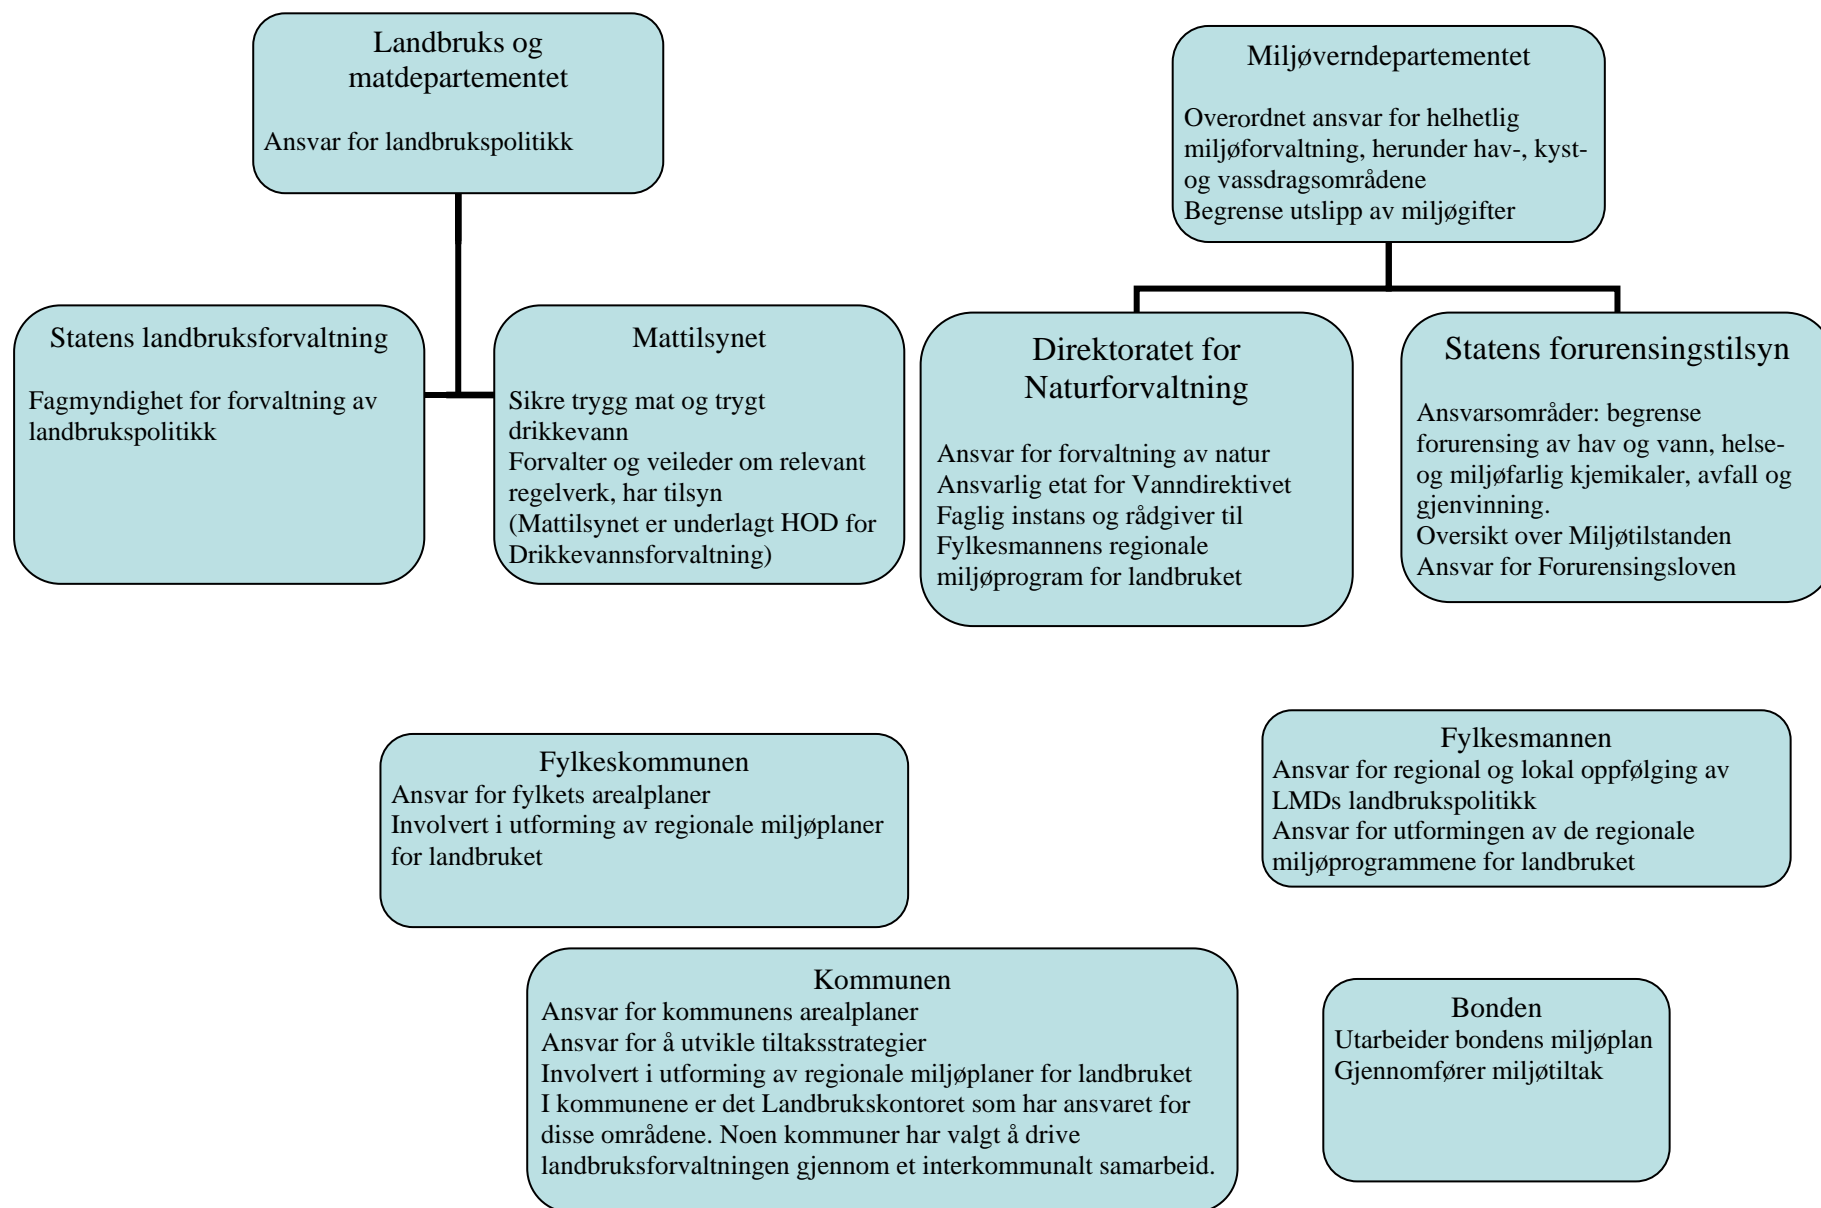 Landbruks og
matdepartementet
Ansvar for landbrukspolitikk
Miljøverndepartementet
Overordnet ansvar for helhetlig
miljøforvaltning, herunder hav-, kyst-
og vassdragsområdene
Begrense utslipp av miljøgifter
Statens landbruksforvaltning
Fagmyndighet for forvaltning av
landbrukspolitikk
Mattilsynet
Sikre trygg mat og trygt
drikkevann
Forvalter og veileder om relevant
regelverk, har tilsyn
(Mattilsynet er underlagt HOD for
Drikkevannsforvaltning)
Direktoratet for
Naturforvaltning
Ansvar for forvaltning av natur
Ansvarlig etat for Vanndirektivet
Faglig instans og rådgiver til
Fylkesmannens regionale
miljøprogram for landbruket
Statens forurensingstilsyn
Ansvarsområder: begrense
forurensing av hav og vann, helse-
og miljøfarlig kjemikaler, avfall og
gjenvinning.
Oversikt over Miljøtilstanden
Ansvar for Forurensingsloven
Fylkeskommunen
Ansvar for fylkets arealplaner
Involvert i utforming av regionale miljøplaner
for landbruket
Fylkesmannen
Ansvar for regional og lokal oppfølging av
LMDs landbrukspolitikk
Ansvar for utformingen av de regionale
miljøprogrammene for landbruket
Kommunen
Ansvar for kommunens arealplaner
Ansvar for å utvikle tiltaksstrategier
Involvert i utforming av regionale miljøplaner for landbruket
I kommunene er det Landbrukskontoret som har ansvaret for
disse områdene. Noen kommuner har valgt å drive
landbruksforvaltningen gjennom et interkommunalt samarbeid.
Bonden
Utarbeider bondens miljøplan
Gjennomfører miljøtiltak